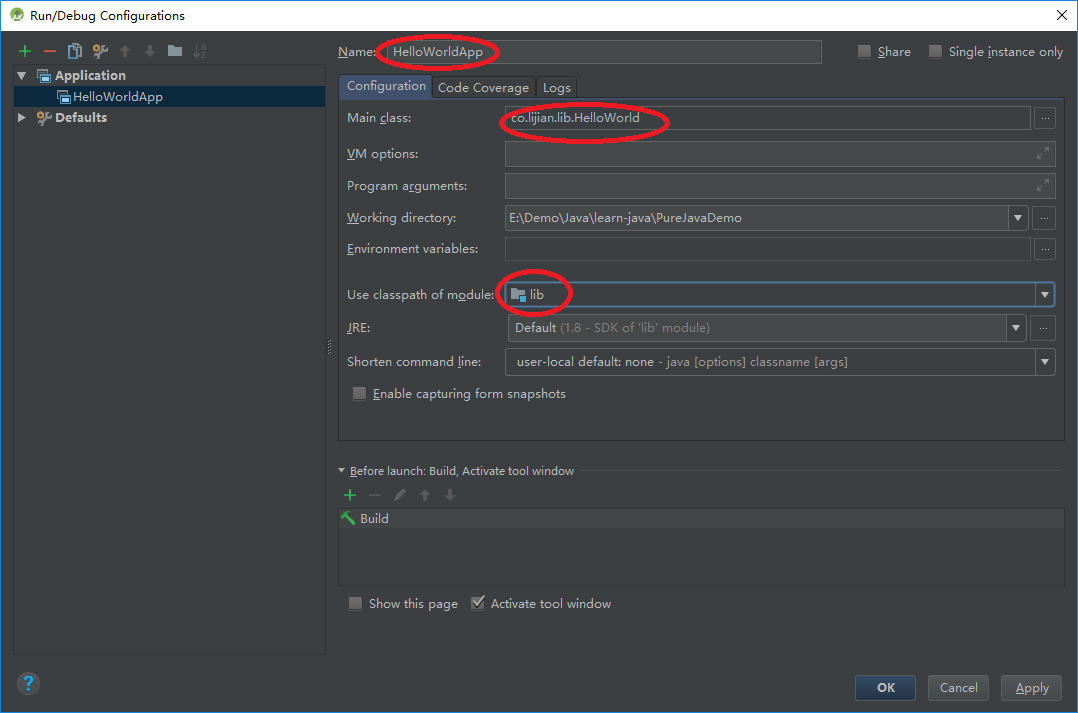 Run/Debug Configurations
Name: HelloWorldApp
Share
Single instance only
Application
HelloWorldApp
Defaults
Configuration
Code Coverage
Logs
Main class: co.lijian.lib.HelloWorld ...
VM options:
Program arguments:
Working directory: E:\Demo\Java\learn-java\PureJavaDemo ...
Environment variables: ...
Use classpath of module: lib
JRE: Default (1.8 - SDK of 'lib' module) ...
Shorten command line: user-local default: none - java [options] classname [args]
Enable capturing form snapshots
Before launch: Build, Activate tool window
Build
Show this page
Activate tool window
?
OK
Cancel
Apply